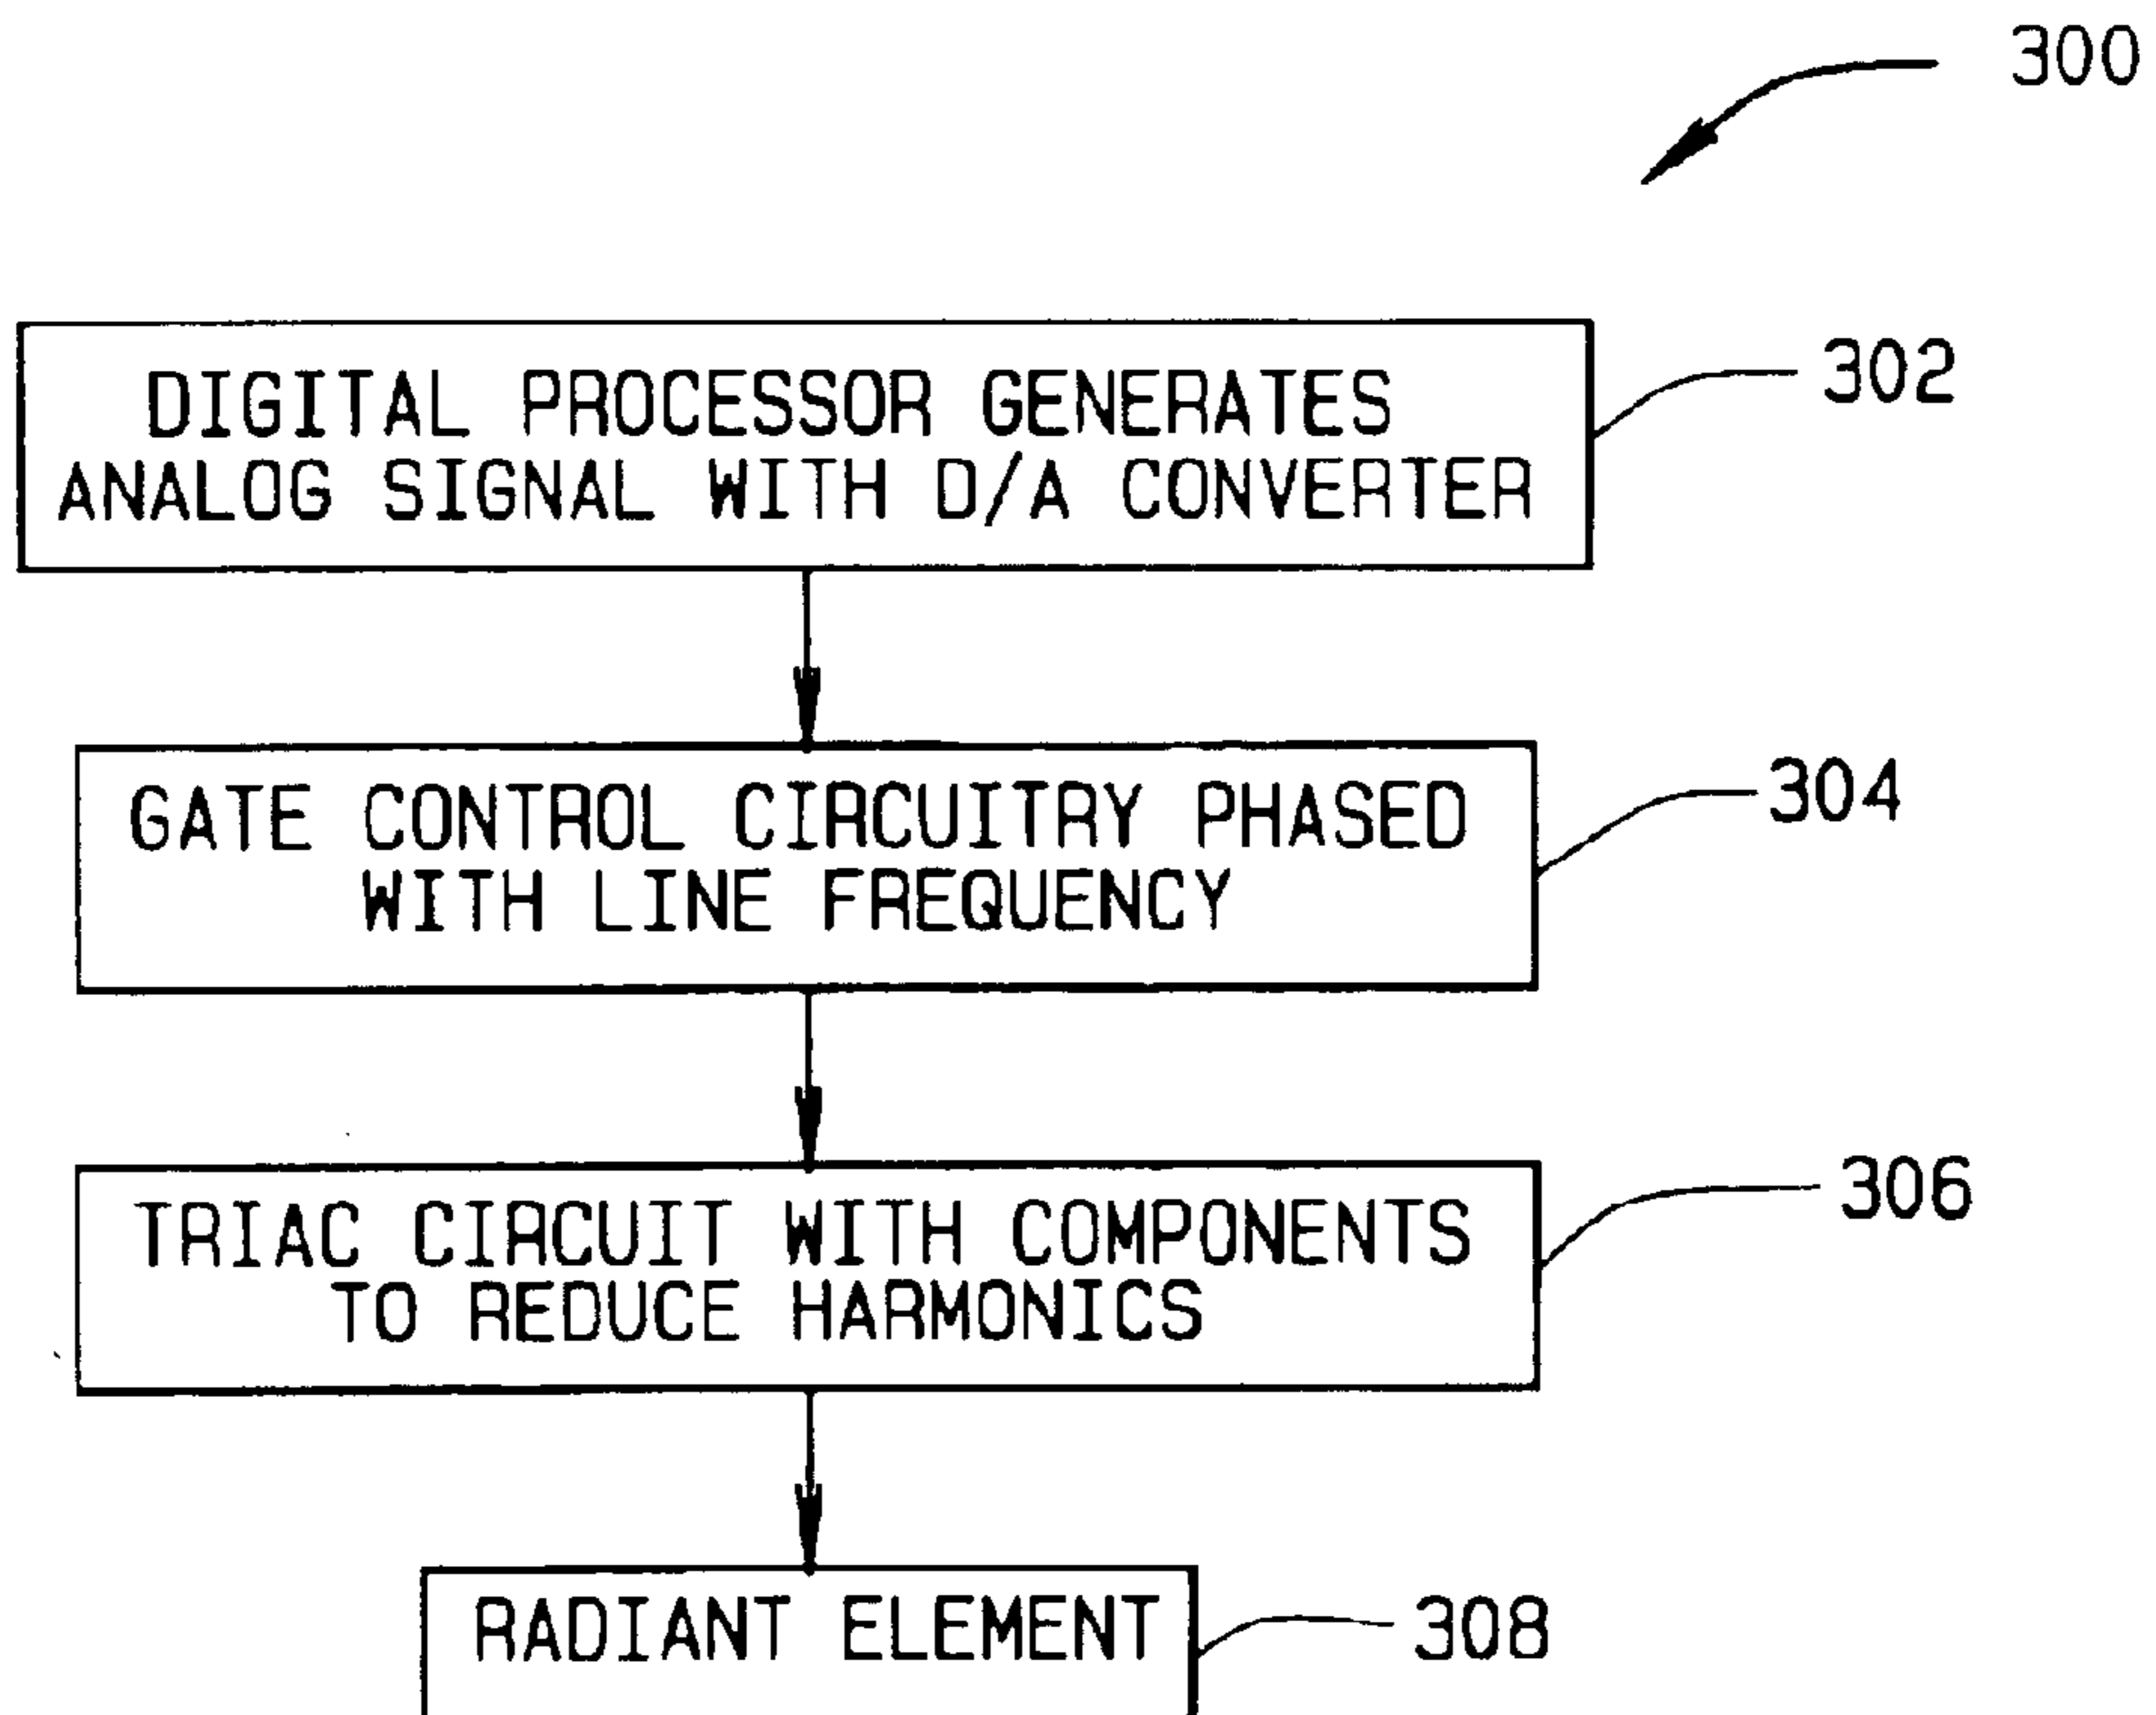 300
DIGITAL PROCESSOR GENERATES
ANALOG SIGNAL WITH D/A CONVERTER
302
GATE CONTROL CIRCUITRY PHASED
WITH LINE FREQUENCY
304
TRIAC CIRCUIT WITH COMPONENTS
TO REDUCE HARMONICS
306
RADIANT ELEMENT
308